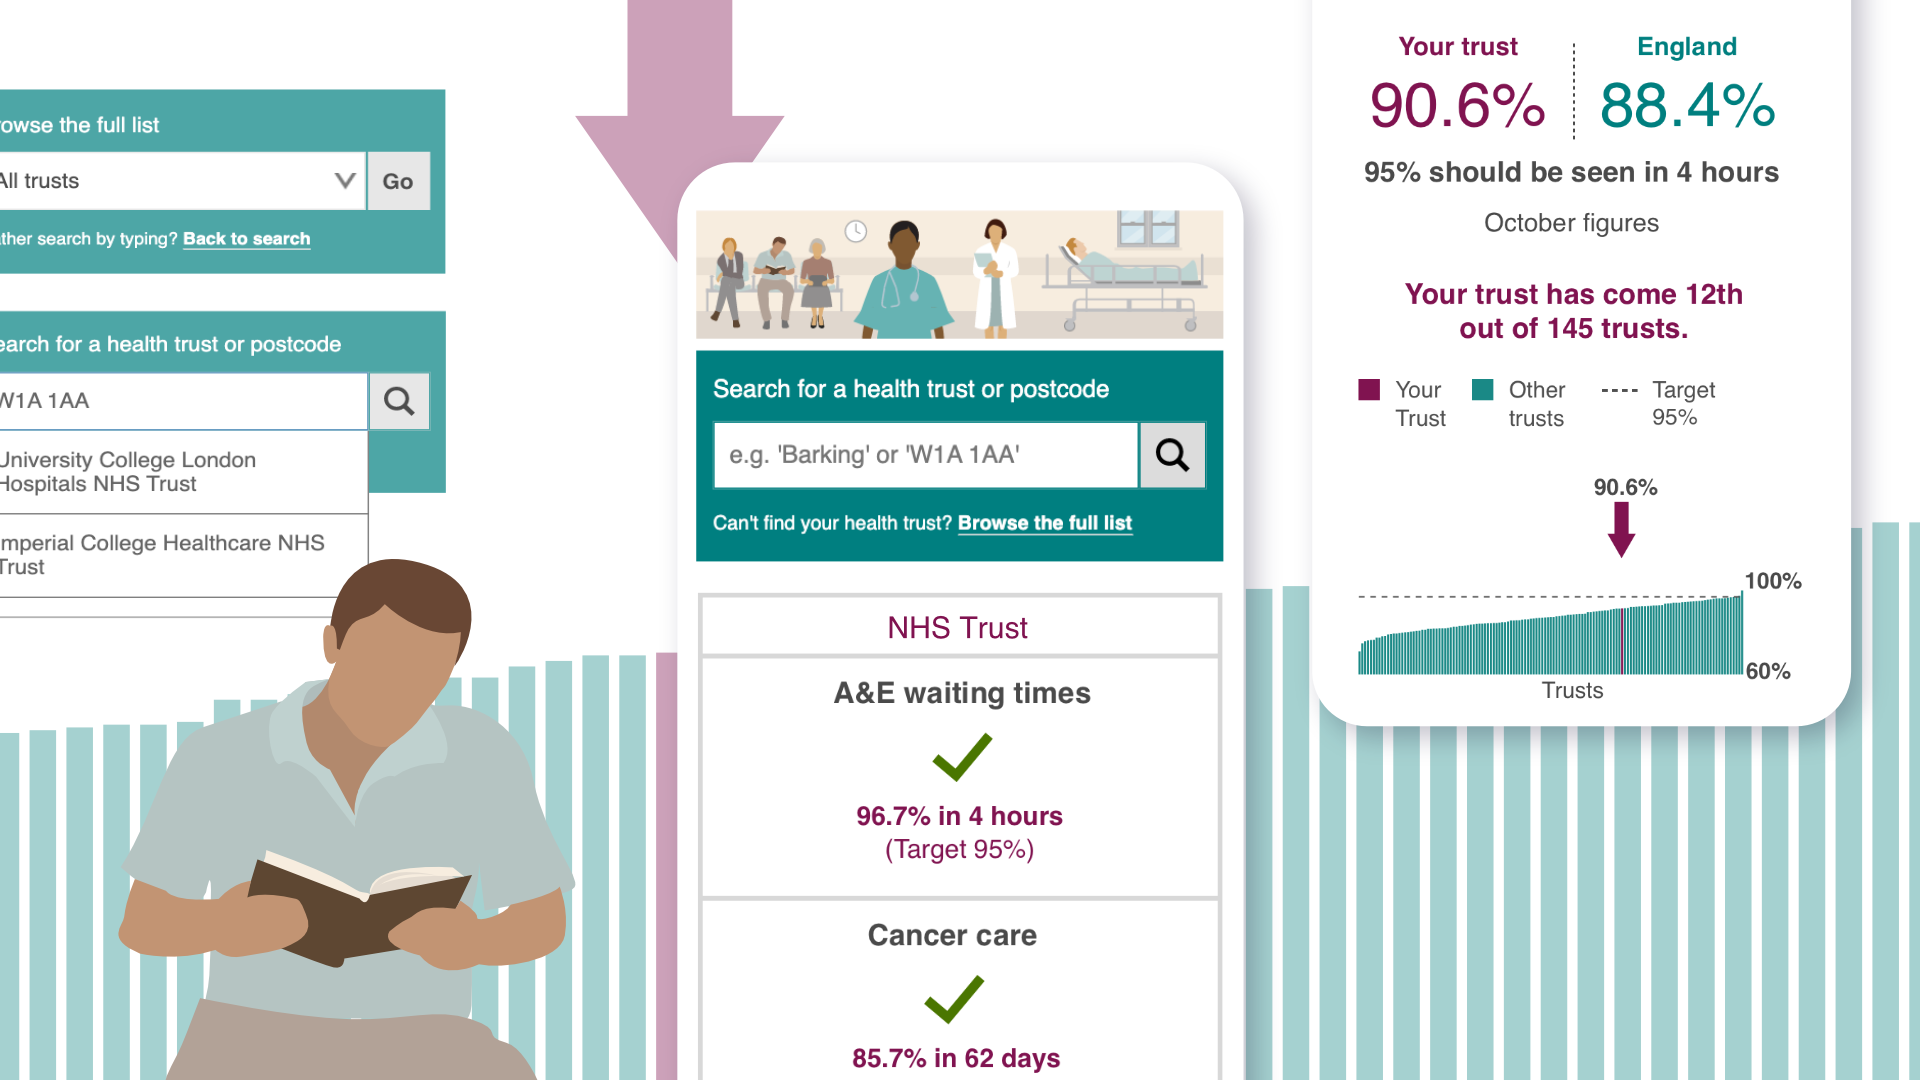 owse the full list
All trusts
Go
ther search by typing? Back to search
earch for a health trust or postcode
W1A 1AA
University College London
Hospitals NHS Trust
mperial College Healthcare NHS
Trust
Search for a health trust or postcode
e.g. 'Barking' or 'W1A 1AA'
Can't find your health trust? Browse the full list
NHS Trust
A&E waiting times
96.7% in 4 hours
(Target 95%)
Cancer care
85.7% in 62 days
Your trust
England
90.6%
88.4%
95% should be seen in 4 hours
October figures
Your trust has come 12th
out of 145 trusts.
Your
Trust
Other
trusts
Target
95%
90.6%
100%
60%
Trusts